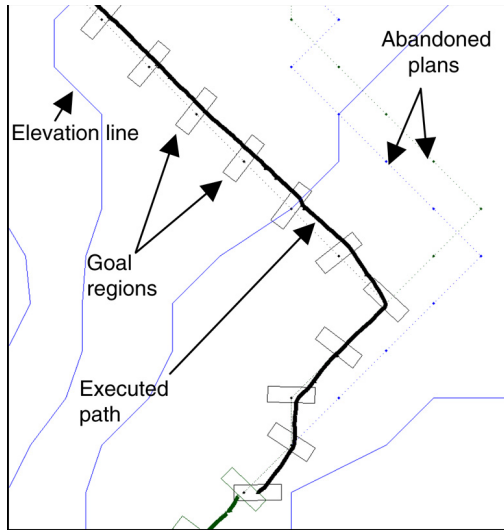 Abandoned
plans
Elevation line
Goal
regions
Executed
path